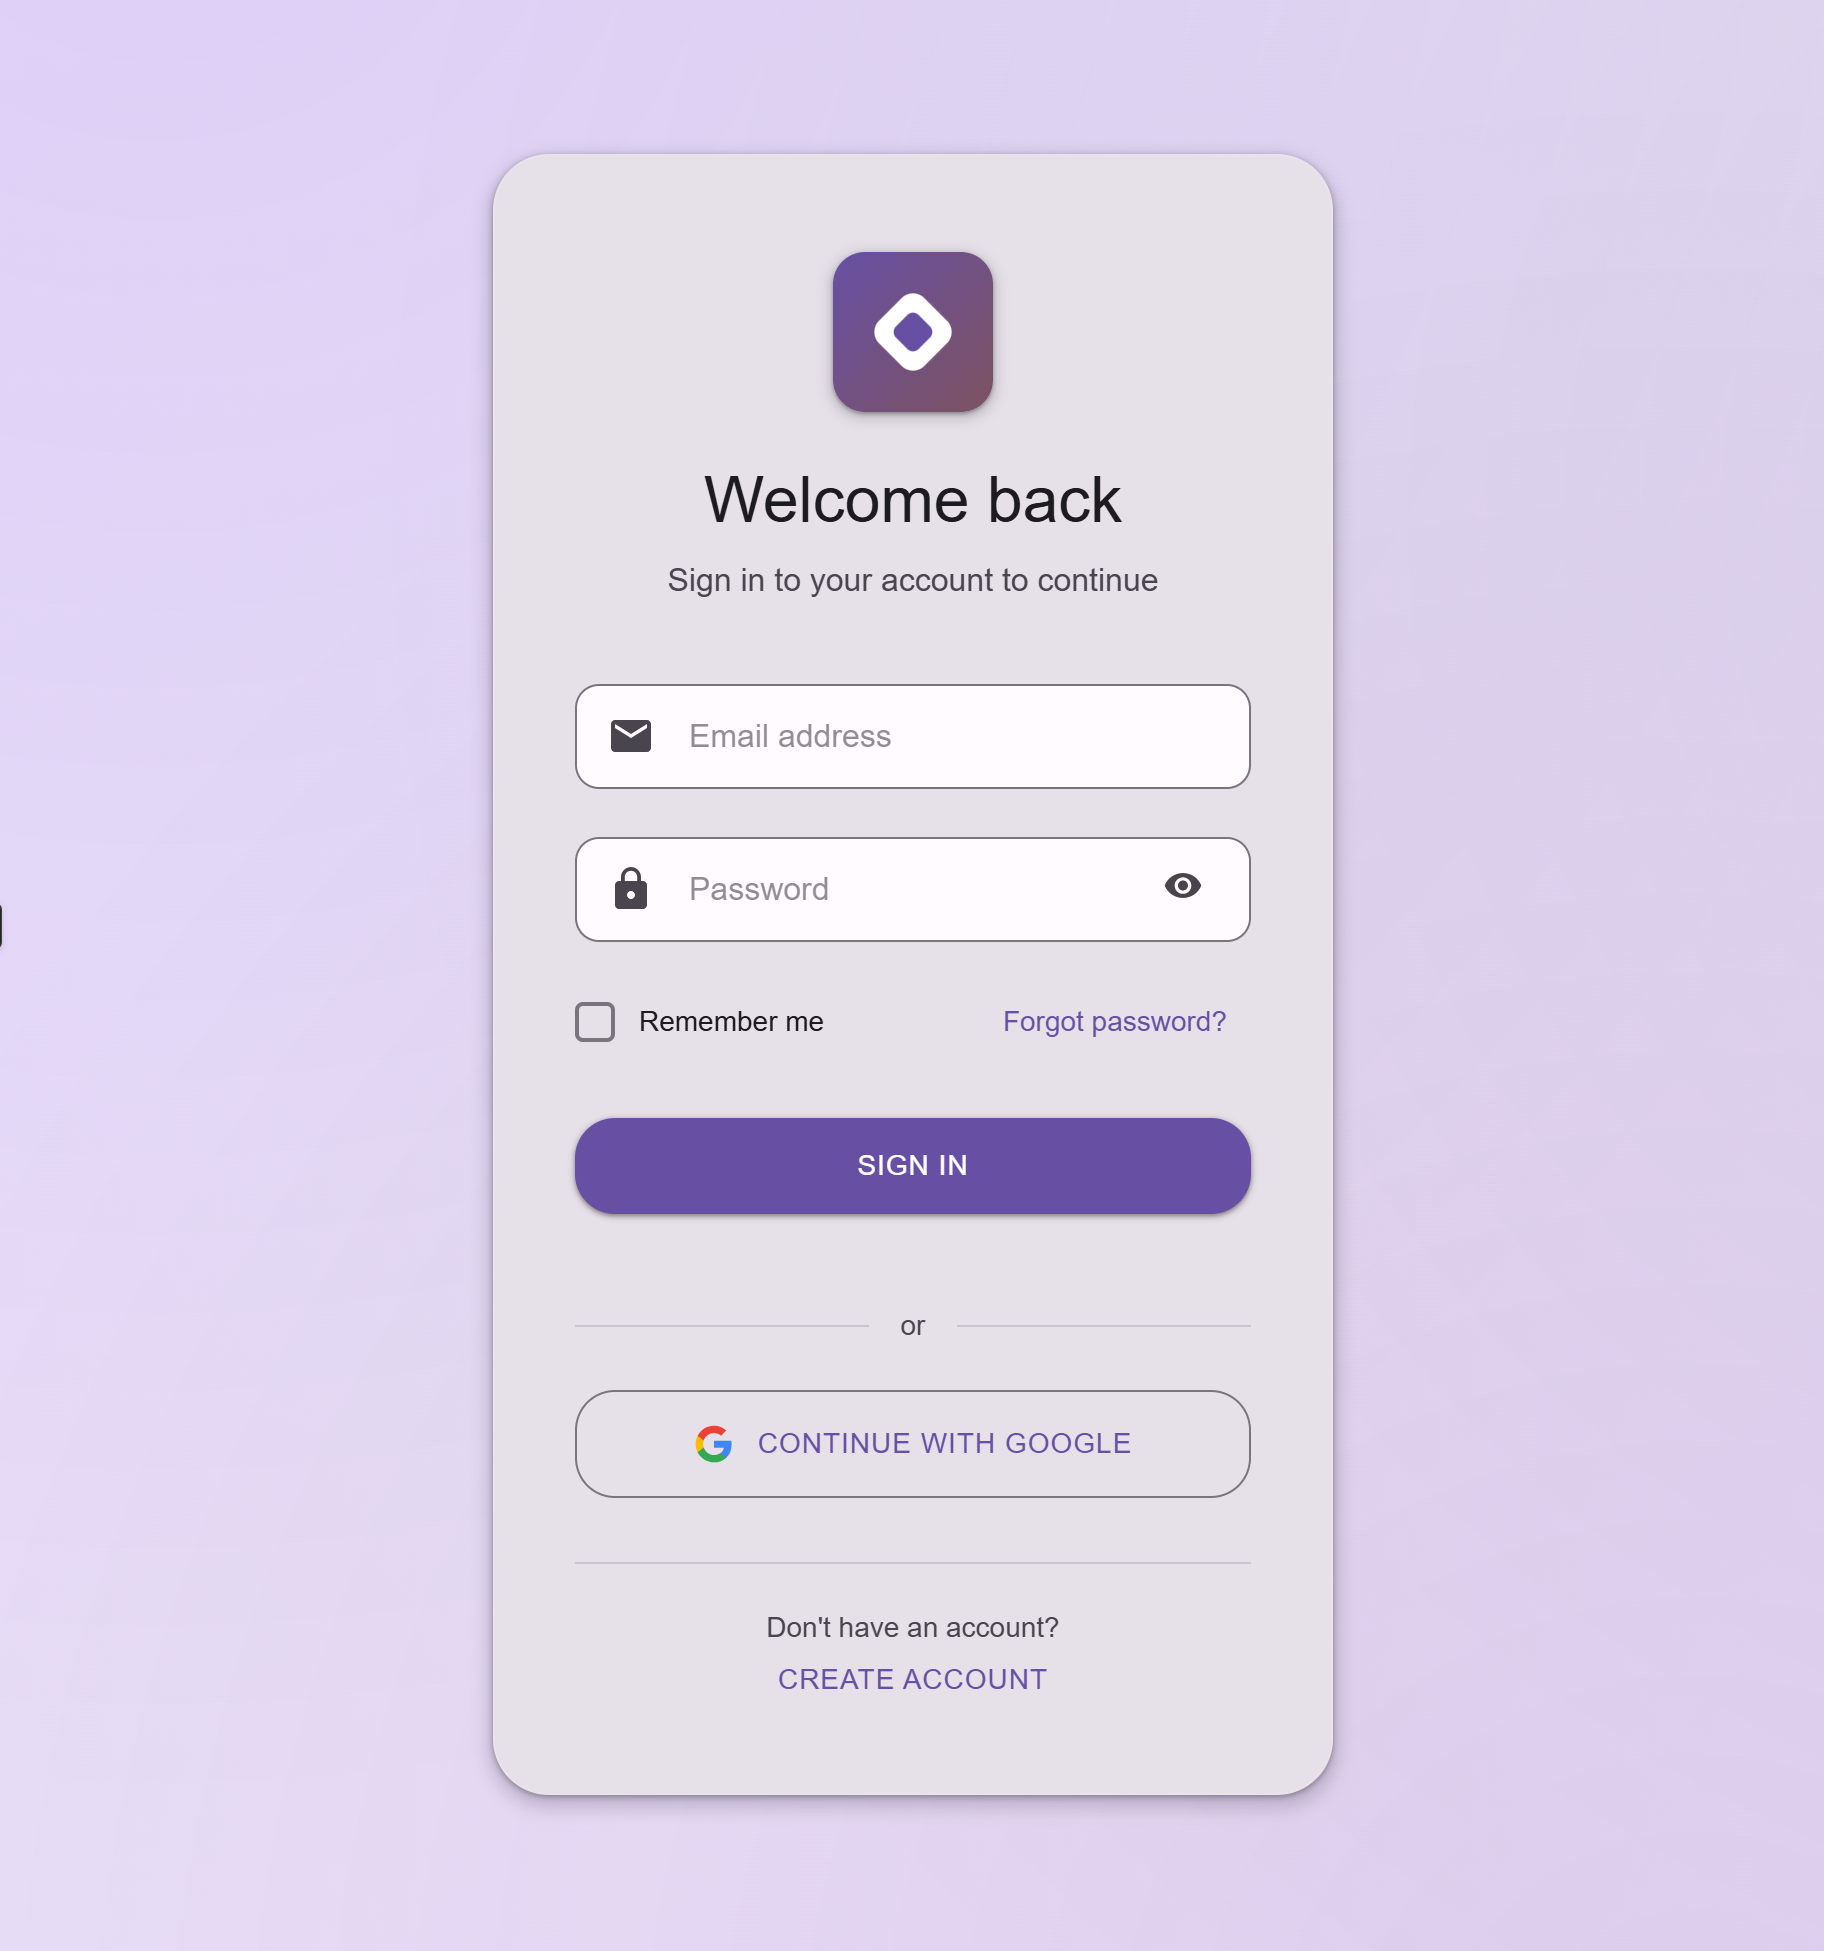 Welcome back
Sign in to your account to continue
Email address
Password
Remember me
Forgot password?
SIGN IN
or
CONTINUE WITH GOOGLE
Don't have an account?
CREATE ACCOUNT